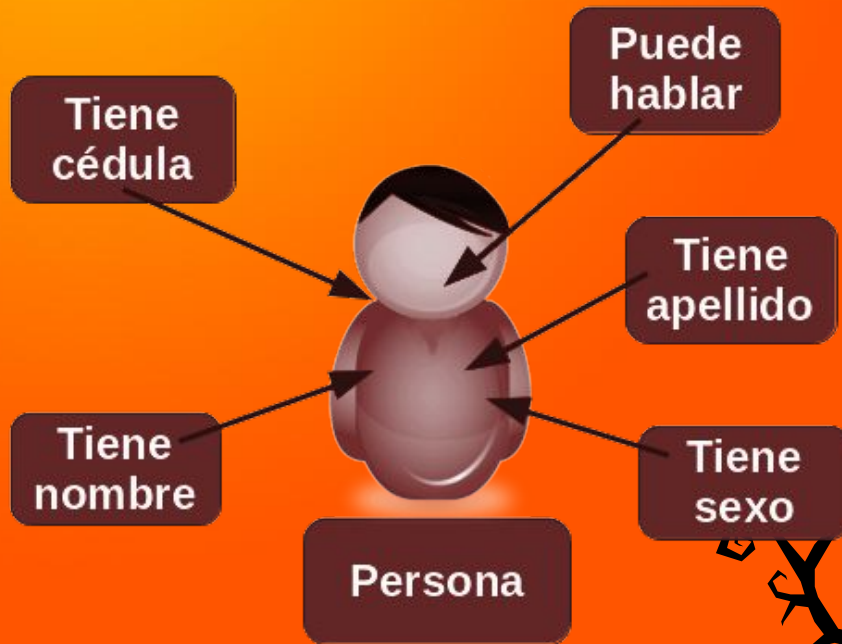 Puede
hablar
Tiene
cédula
Tiene
apellido
Tiene
nombre
Tiene
sexo
Persona